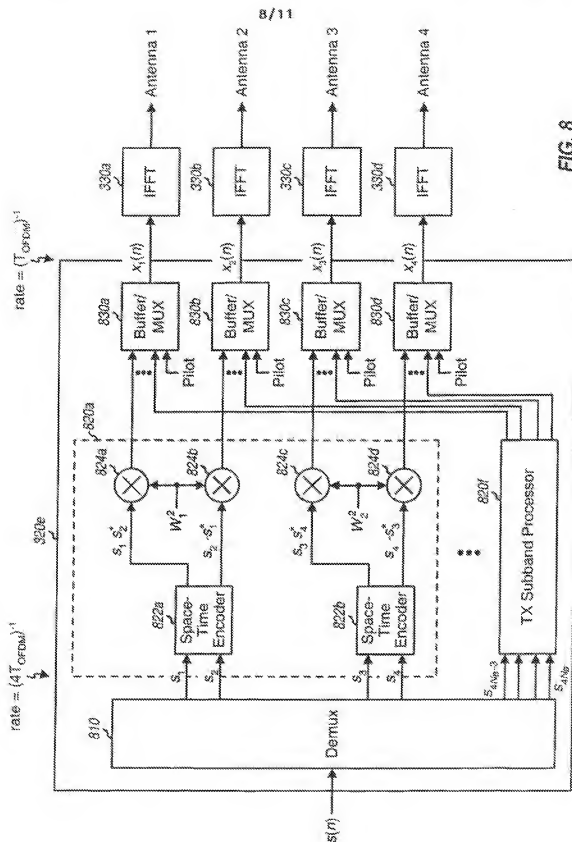 8/11
rate = (4T_OFDM)^-1
rate = (T_OFDM)^-1
320e
820a
s(n)
810
Demux
s_1
s_2
822a
Space-
Time
Encoder
s_1 s_2^*
s_2 -s_1^*
824a
824b
W_1^2
s_3
s_4
822b
Space-
Time
Encoder
s_3 s_4^*
s_4 -s_3^*
824c
824d
W_2^2
820f
TX Subband Processor
830a
Buffer/
MUX
Pilot
x_1(n)
330a
IFFT
Antenna 1
830b
Buffer/
MUX
Pilot
x_2(n)
330b
IFFT
Antenna 2
830c
Buffer/
MUX
Pilot
x_3(n)
330c
IFFT
Antenna 3
830d
Buffer/
MUX
Pilot
x_4(n)
330d
IFFT
Antenna 4
FIG. 8